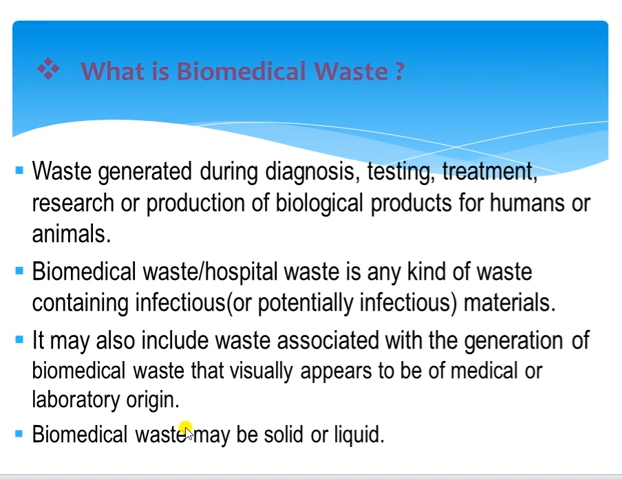 What is Biomedical Waste ?
Waste generated during diagnosis, testing, treatment,
research or production of biological products for humans or
animals.
Biomedical waste/hospital waste is any kind of waste
containing infectious(or potentially infectious) materials.
It may also include waste associated with the generation of
biomedical waste that visually appears to be of medical or
laboratory origin.
Biomedical waste may be solid or liquid.